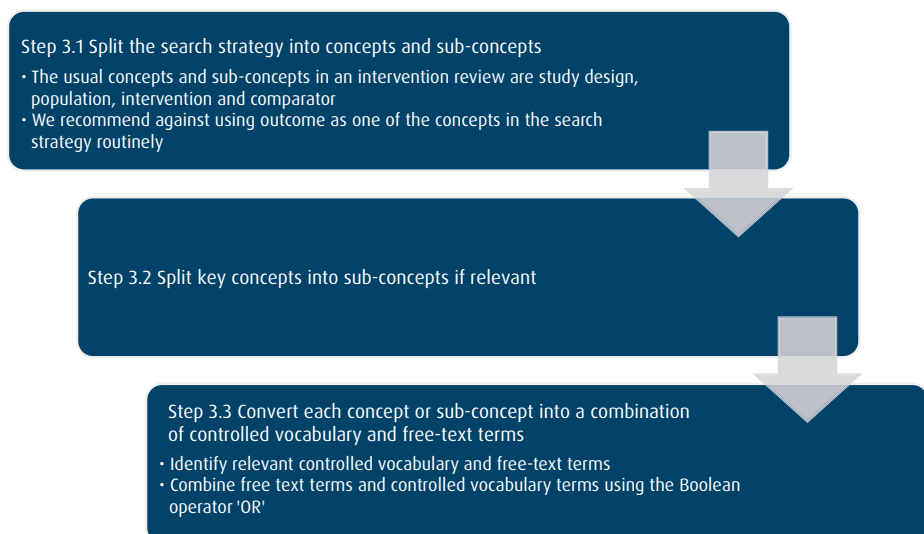 Step 3.1 Split the search strategy into concepts and sub-concepts
• The usual concepts and sub-concepts in an intervention review are study design,
population, intervention and comparator
• We recommend against using outcome as one of the concepts in the search
strategy routinely
Step 3.2 Split key concepts into sub-concepts if relevant
Step 3.3 Convert each concept or sub-concept into a combination
of controlled vocabulary and free-text terms
• Identify relevant controlled vocabulary and free-text terms
• Combine free text terms and controlled vocabulary terms using the Boolean
operator 'OR'